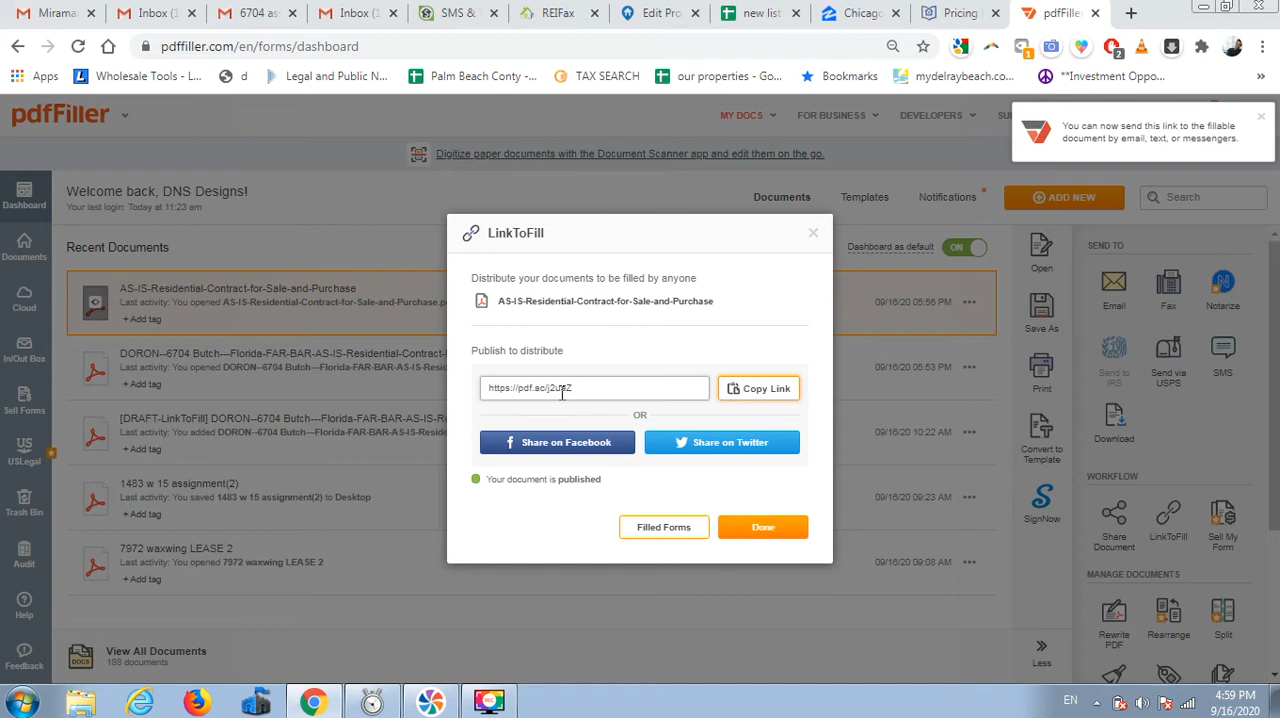 Mirama
Inbox (1
6704 as
Inbox (1
SMS &
REIFax
Edit Pro
new list
Chicago
Pricing
pdfFiller
pdffiller.com/en/forms/dashboard
1
2
Apps
Wholesale Tools - L...
d
Legal and Public N...
Palm Beach Conty -...
TAX SEARCH
our properties - Go...
Bookmarks
mydelraybeach.com...
**Investment Oppo...
pdfFiller
MY DOCS
FOR BUSINESS
DEVELOPERS
You can now send this link to the fillable
document by email, text, or messengers.
Digitize paper documents with the Document Scanner app and edit them on the go.
Welcome back, DNS Designs!
Your last login: Today at 11:23 am
Documents
Templates
Notifications
ADD NEW
Search
Dashboard
Documents
Cloud
In/Out Box
Sell Forms
US
USLegal
Trash Bin
Audit
Help
Feedback
Recent Documents
Dashboard as default
ON
AS-IS-Residential-Contract-for-Sale-and-Purchase
Last activity: You opened AS-IS-Residential-Contract-for-Sale-and-Purchase.p
+ Add tag
09/16/20 05:56 PM
DORON--6704 Butch---Florida-FAR-BAR-AS-IS-Residential-Contract-
Last activity: You opened DORON--6704 Butch---Florida-FAR-BAR-AS-IS-Reside
+ Add tag
09/16/20 05:53 PM
[DRAFT-LinkToFill] DORON--6704 Butch---Florida-FAR-BAR-AS-IS-
Last activity: You added DORON--6704 Butch---Florida-FAR-BAR-AS-IS-Reside
+ Add tag
09/16/20 10:22 AM
1483 w 15 assignment(2)
Last activity: You saved 1483 w 15 assignment(2) to Desktop
+ Add tag
09/16/20 09:23 AM
7972 waxwing LEASE 2
Last activity: You opened 7972 waxwing LEASE 2
+ Add tag
09/16/20 09:08 AM
DOCS
View All Documents
188 documents
LinkToFill
Distribute your documents to be filled by anyone
AS-IS-Residential-Contract-for-Sale-and-Purchase
Publish to distribute
Copy Link
OR
Share on Facebook
Share on Twitter
Your document is published
Filled Forms
Done
Open
Save As
Print
Convert to
Template
SignNow
Less
SEND TO
Email
Fax
Notarize
Send to
IRS
Send via
USPS
SMS
Download
WORKFLOW
Share
Document
LinkToFill
Sell My
Form
MANAGE DOCUMENTS
Rewrite
PDF
Rearrange
Split
EN
4:59 PM
9/16/2020